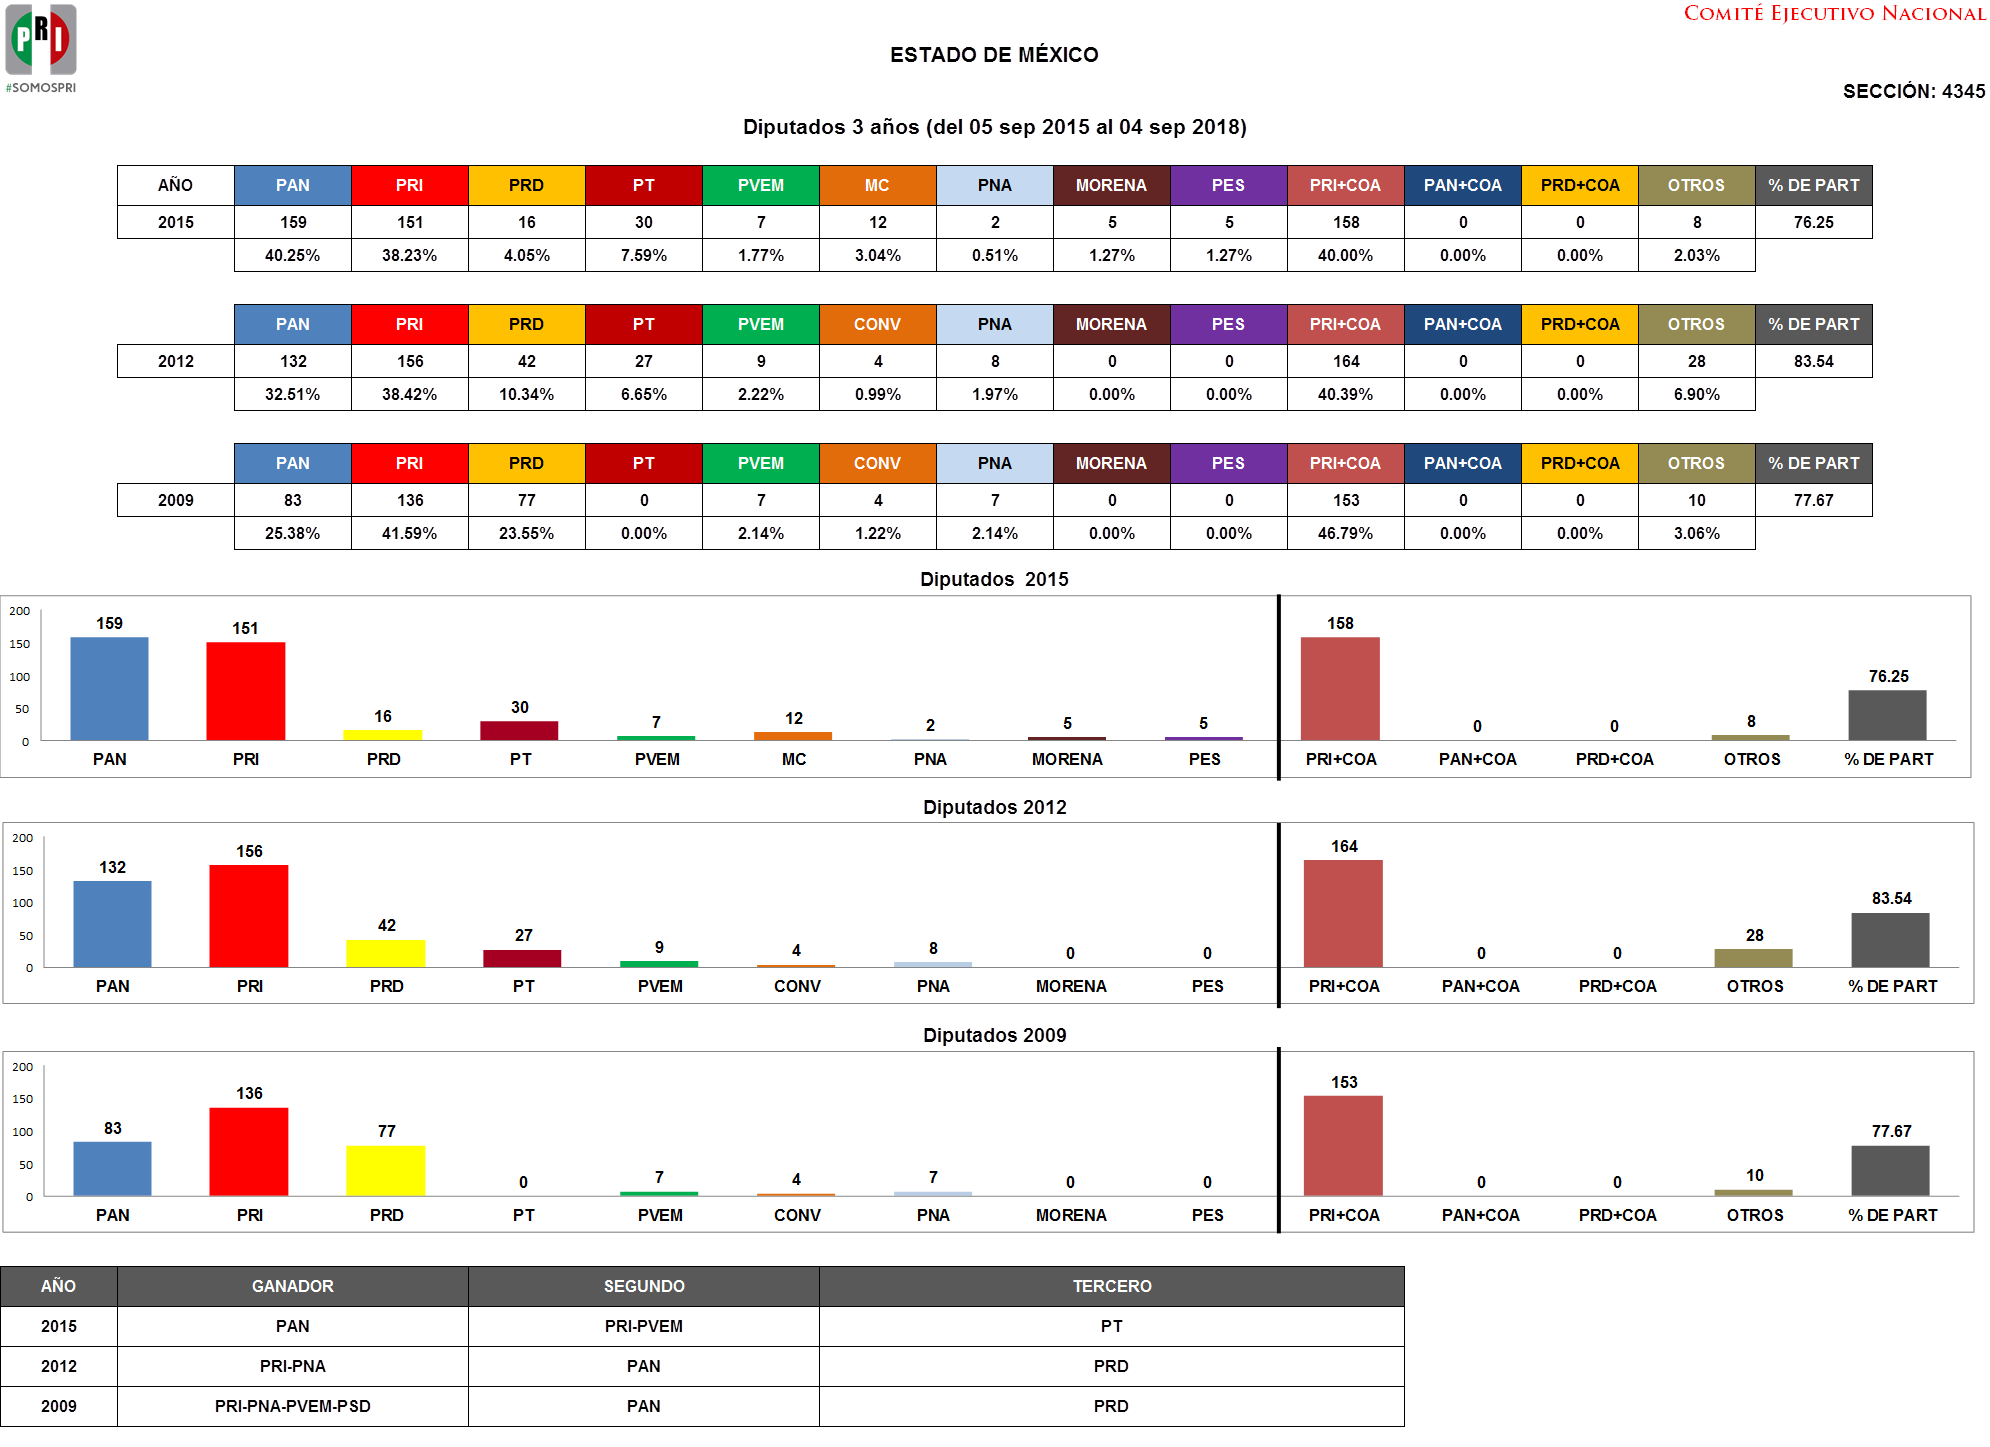 PRI
#SOMOSPRI
COMITÉ EJECUTIVO NACIONAL
ESTADO DE MÉXICO
SECCIÓN: 4345
Diputados 3 años (del 05 sep 2015 al 04 sep 2018)
AÑO PAN PRI PRD PT PVEM MC PNA MORENA PES PRI+COA PAN+COA PRD+COA OTROS % DE PART
2015 159 151 16 30 7 12 2 5 5 158 0 0 8 76.25
40.25% 38.23% 4.05% 7.59% 1.77% 3.04% 0.51% 1.27% 1.27% 40.00% 0.00% 0.00% 2.03%
PAN PRI PRD PT PVEM CONV PNA MORENA PES PRI+COA PAN+COA PRD+COA OTROS % DE PART
2012 132 156 42 27 9 4 8 0 0 164 0 0 28 83.54
32.51% 38.42% 10.34% 6.65% 2.22% 0.99% 1.97% 0.00% 0.00% 40.39% 0.00% 0.00% 6.90%
PAN PRI PRD PT PVEM CONV PNA MORENA PES PRI+COA PAN+COA PRD+COA OTROS % DE PART
2009 83 136 77 0 7 4 7 0 0 153 0 0 10 77.67
25.38% 41.59% 23.55% 0.00% 2.14% 1.22% 2.14% 0.00% 0.00% 46.79% 0.00% 0.00% 3.06%
Diputados 2015
200
150
100
50
0
159 151 16 30 7 12 2 5 5 158 0 0 8 76.25
PAN PRI PRD PT PVEM MC PNA MORENA PES PRI+COA PAN+COA PRD+COA OTROS % DE PART
Diputados 2012
200
150
100
50
0
132 156 42 27 9 4 8 0 0 164 0 0 28 83.54
PAN PRI PRD PT PVEM CONV PNA MORENA PES PRI+COA PAN+COA PRD+COA OTROS % DE PART
Diputados 2009
200
150
100
50
0
83 136 77 0 7 4 7 0 0 153 0 0 10 77.67
PAN PRI PRD PT PVEM CONV PNA MORENA PES PRI+COA PAN+COA PRD+COA OTROS % DE PART
AÑO GANADOR SEGUNDO TERCERO
2015 PAN PRI-PVEM PT
2012 PRI-PNA PAN PRD
2009 PRI-PNA-PVEM-PSD PAN PRD